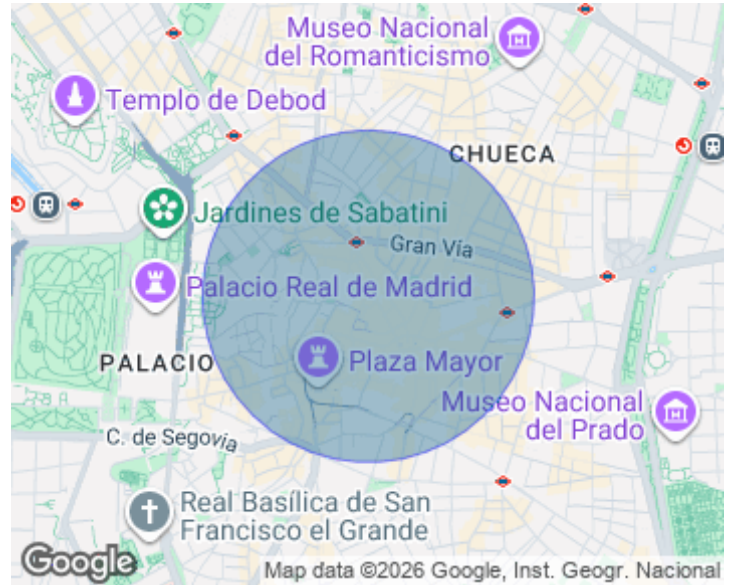 Museo Nacional
del Romanticismo
Templo de Debod
CHUECA
Jardines de Sabatini
Gran Vía
Palacio Real de Madrid
PALACIO
Plaza Mayor
Museo Nacional
del Prado
C. de Segovia
Real Basílica de San
Francisco el Grande
Google
Map data ©2026 Google, Inst. Geogr. Nacional